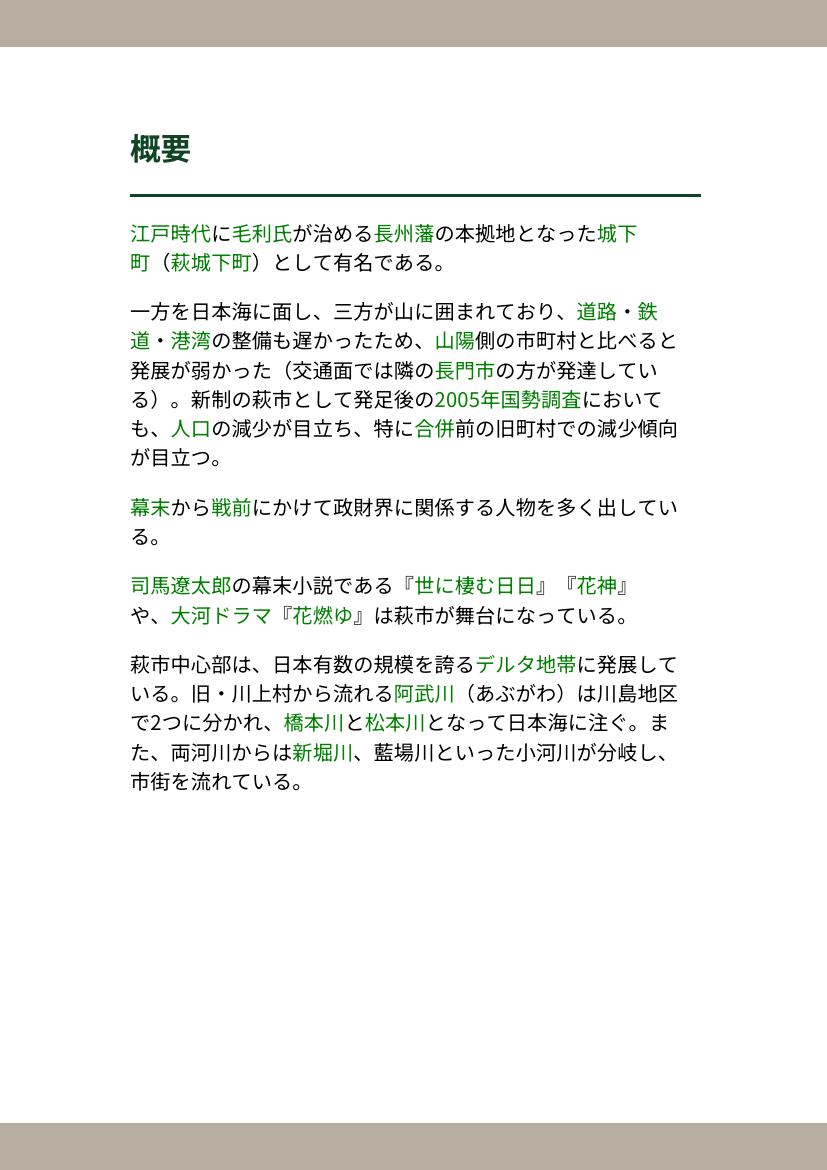 概要
江戸時代に毛利氏が治める長州藩の本拠地となった城下
町（萩城下町）として有名である。
一方を日本海に面し、三方が山に囲まれており、道路・鉄
道・港湾の整備も遅かったため、山陽側の市町村と比べると
発展が弱かった（交通面では隣の長門市の方が発達してい
る）。新制の萩市として発足後の2005年国勢調査において
も、人口の減少が目立ち、特に合併前の旧町村での減少傾向
が目立つ。
幕末から戦前にかけて政財界に関係する人物を多く出してい
る。
司馬遼太郎の幕末小説である『世に棲む日日』『花神』
や、大河ドラマ『花燃ゆ』は萩市が舞台になっている。
萩市中心部は、日本有数の規模を誇るデルタ地帯に発展して
いる。旧・川上村から流れる阿武川（あぶがわ）は川島地区
で2つに分かれ、橋本川と松本川となって日本海に注ぐ。ま
た、両河川からは新堀川、藍場川といった小河川が分岐し、
市街を流れている。